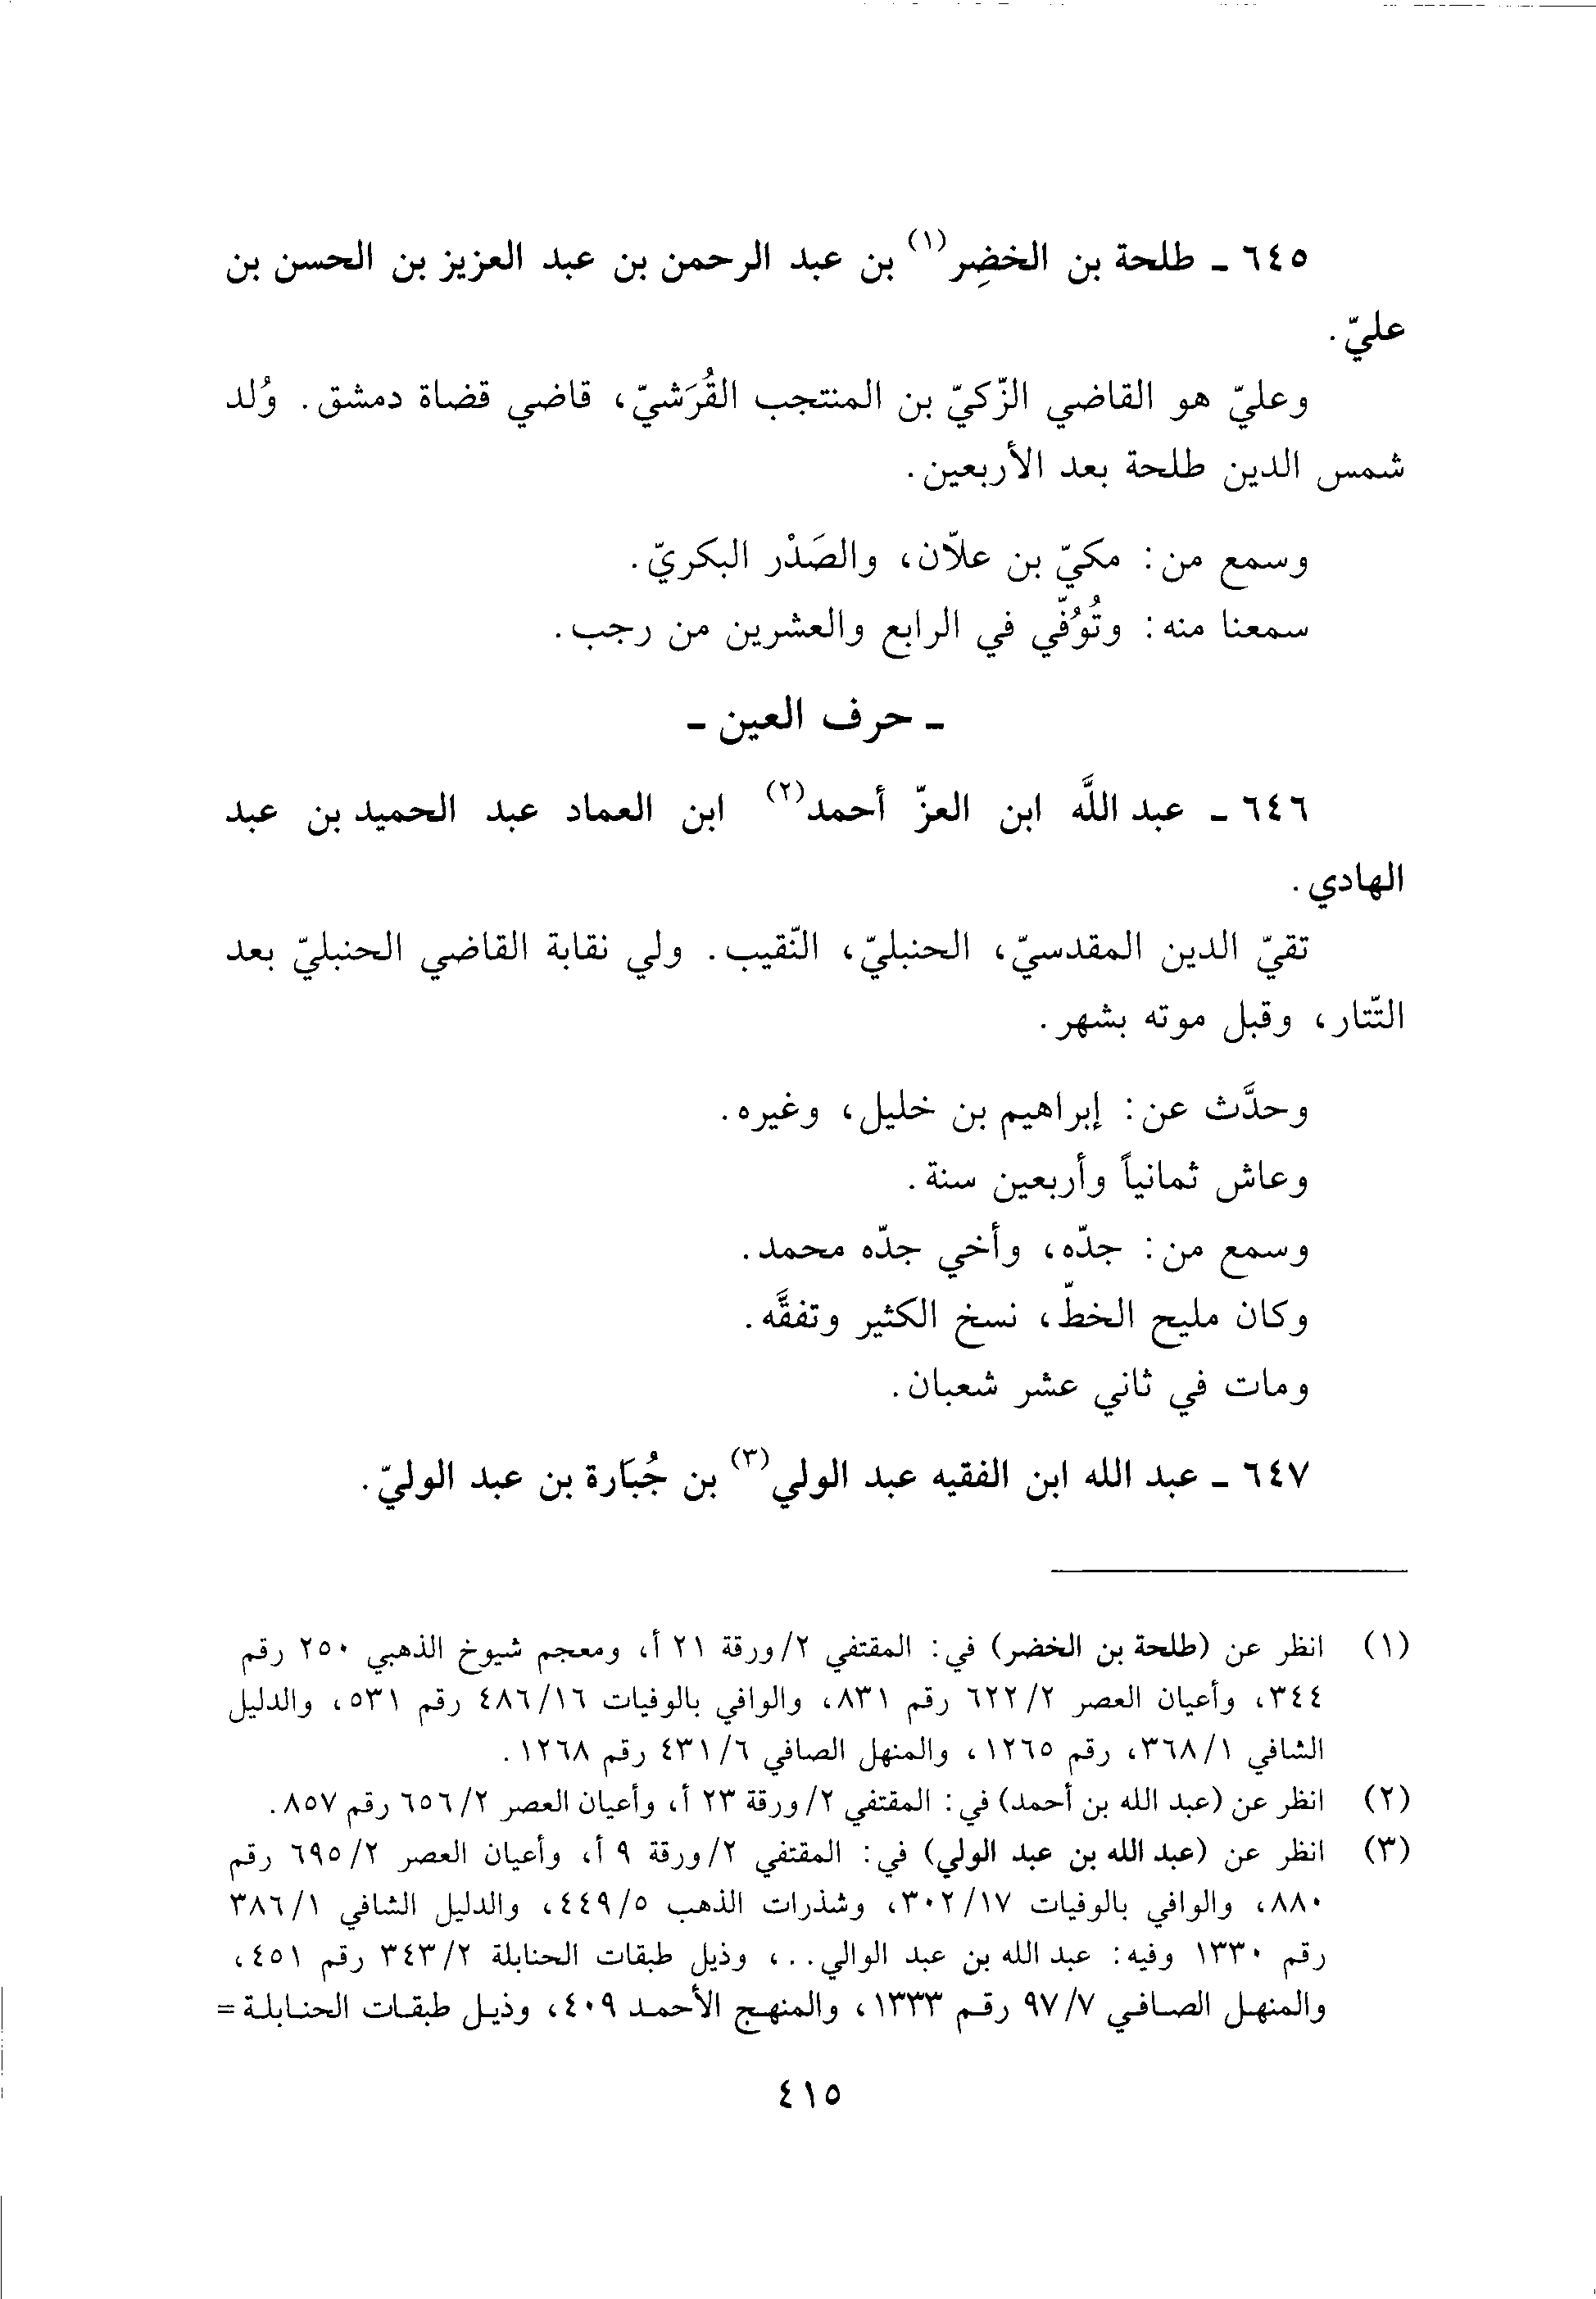 ٦٤٥ ـ طلحة بن الخضِر(١) بن عبد الرحمن بن عبد العزيز بن الحسن بن
عليّ.
وعليّ هو القاضي الزّكيّ بن المنتجب القُرَشيّ، قاضي قضاة دمشق. وُلد
شمس الدين طلحة بعد الأربعين.
وسمع من: مكيّ بن علاّن، والصَدْر البكريّ.
سمعنا منه: وتُوُفّي في الرابع والعشرين من رجب.
ـ حرف العين ـ
٦٤٦ ـ عبد اللَّه ابن العزّ أحمد(٢) ابن العماد عبد الحميد بن عبد
الهادي.
تقيّ الدين المقدسيّ، الحنبليّ، النّقيب. ولي نقابة القاضي الحنبليّ بعد
التّتار، وقبل موته بشهر.
وحدَّث عن: إبراهيم بن خليل، وغيره.
وعاش ثمانياً وأربعين سنة.
وسمع من: جدّه، وأخي جدّه محمد.
وكان مليح الخطّ، نسخ الكثير وتفقَّه.
ومات في ثاني عشر شعبان.
٦٤٧ ـ عبد الله ابن الفقيه عبد الولي(٣) بن جُبَارة بن عبد الوليّ.
(١) انظر عن (طلحة بن الخضر) في: المقتفي ٢/ورقة ٢١ أ، ومعجم شيوخ الذهبي ٢٥٠ رقم
٣٤٤، وأعيان العصر ٢/ ٦٢٢ رقم ٨٣١، والوافي بالوفيات ١٦/ ٤٨٦ رقم ٥٣١، والدليل
الشافي ١/ ٣٦٨، رقم ١٢٦٥، والمنهل الصافي ٦/ ٤٣١ رقم ١٢٦٨.
(٢) انظر عن (عبد الله بن أحمد) في: المقتفي ٢/ورقة ٢٣ أ، وأعيان العصر ٢/ ٦٥٦ رقم ٨٥٧.
(٣) انظر عن (عبد الله بن عبد الولي) في: المقتفي ٢/ورقة ٩ أ، وأعيان العصر ٢/ ٦٩٥ رقم
٨٨٠، والوافي بالوفيات ١٧/ ٣٠٢، وشذرات الذهب ٥/ ٤٤٩، والدليل الشافي ١/ ٣٨٦
رقم ١٣٣٠ وفيه: عبد الله بن عبد الوالي...، وذيل طبقات الحنابلة ٢/ ٣٤٣ رقم ٤٥١،
والمنهل الصافي ٧/ ٩٧ رقم ١٣٣٣، والمنهج الأحمد ٤٠٩، وذيل طبقات الحنابلة =
٤١٥